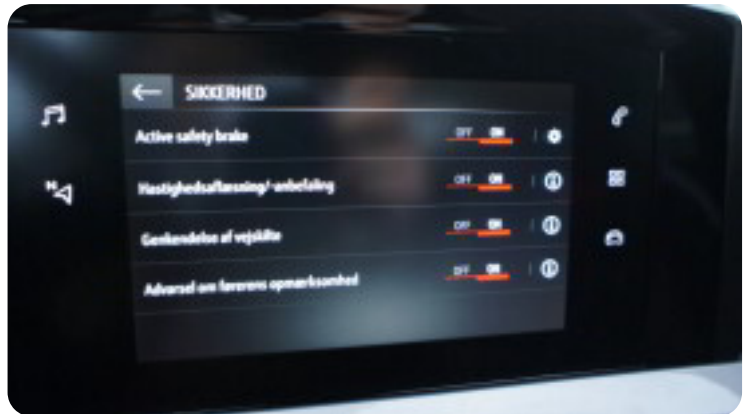 SIKKERHED
Active safety brake OFF ON
Hastighedsaflæsning/-anbefaling OFF ON
Genkendelse af vejskilte OFF ON
Advarsel om førerens opmærksomhed OFF ON
N